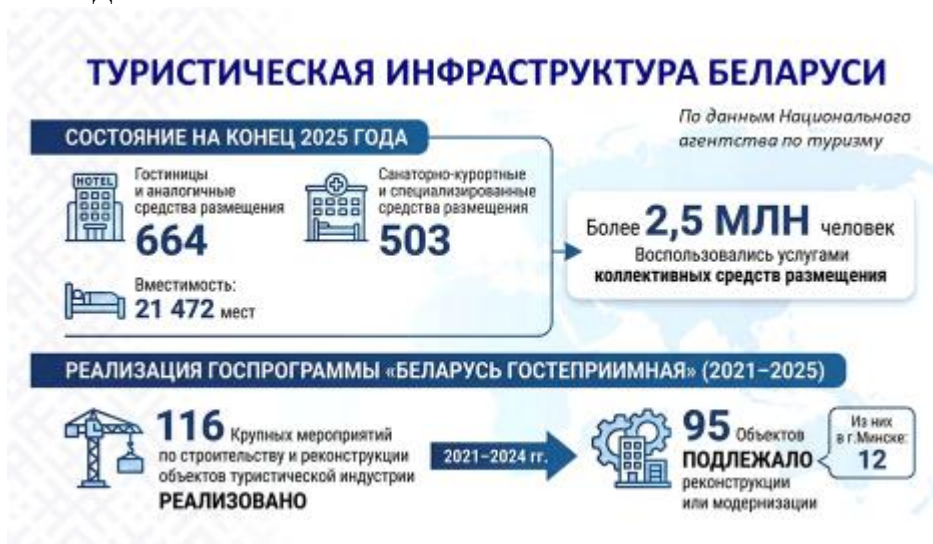 ТУРИСТИЧЕСКАЯ ИНФРАСТРУКТУРА БЕЛАРУСИ
По данным Национального
агентства по туризму
СОСТОЯНИЕ НА КОНЕЦ 2025 ГОДА
HOTEL
Гостиницы
и аналогичные
средства размещения
664
Санаторно-курортные
и специализированные
средства размещения
503
Вместимость:
21 472 мест
Более 2,5 МЛН человек
Воспользовались услугами
коллективных средств размещения
РЕАЛИЗАЦИЯ ГОСПРОГРАММЫ «БЕЛАРУСЬ ГОСТЕПРИИМНАЯ» (2021–2025)
116 Крупных мероприятий
по строительству и реконструкции
объектов туристической индустрии
РЕАЛИЗОВАНО
2021–2024 гг.
95 Объектов
ПОДЛЕЖАЛО
реконструкции
или модернизации
Из них
в г.Минске:
12